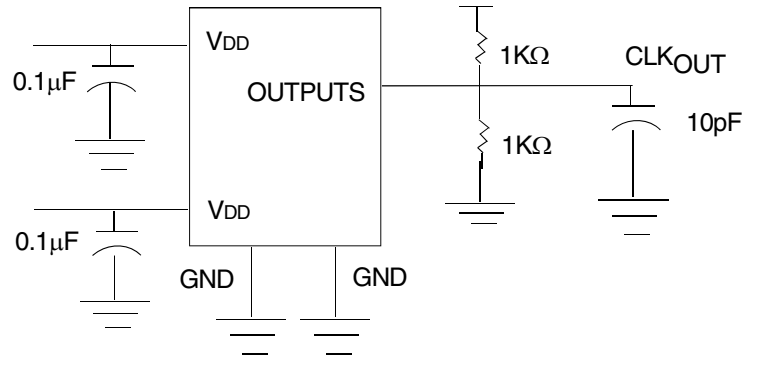 VDD
0.1μF
OUTPUTS
1KΩ
CLKOUT
10pF
1KΩ
VDD
0.1μF
GND
GND